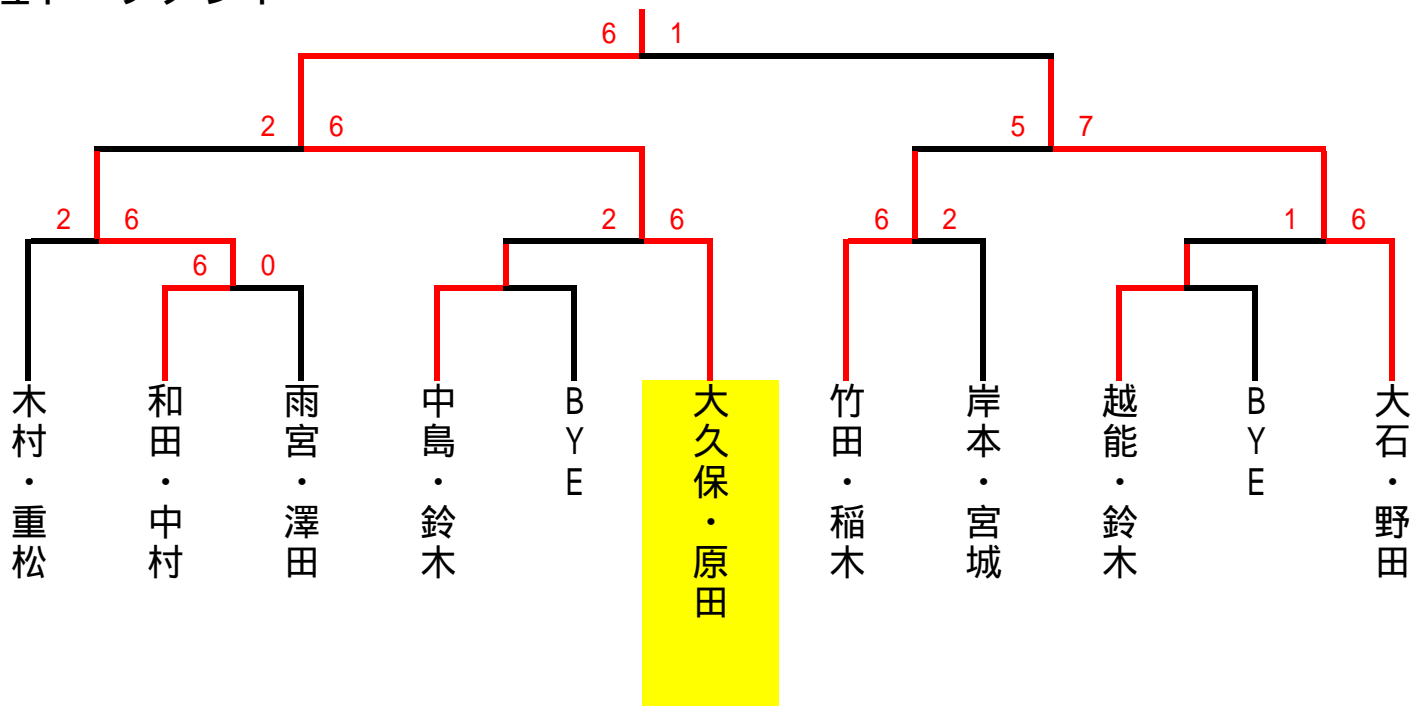 6 1
2 6
5 7
2 6
2 6
6 2
1 6
6 0
木村・重松
和田・中村
雨宮・澤田
中島・鈴木
BYE
大久保・原田
竹田・稲木
岸本・宮城
越能・鈴木
BYE
大石・野田